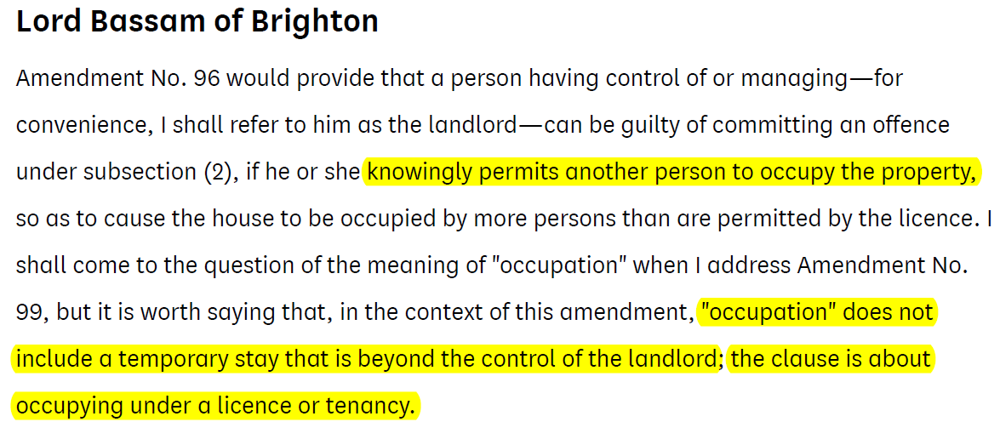 Lord Bassam of Brighton
Amendment No. 96 would provide that a person having control of or managing—for
convenience, I shall refer to him as the landlord—can be guilty of committing an offence
under subsection (2), if he or she knowingly permits another person to occupy the property,
so as to cause the house to be occupied by more persons than are permitted by the licence. I
shall come to the question of the meaning of "occupation" when I address Amendment No.
99, but it is worth saying that, in the context of this amendment, "occupation" does not
include a temporary stay that is beyond the control of the landlord; the clause is about
occupying under a licence or tenancy.